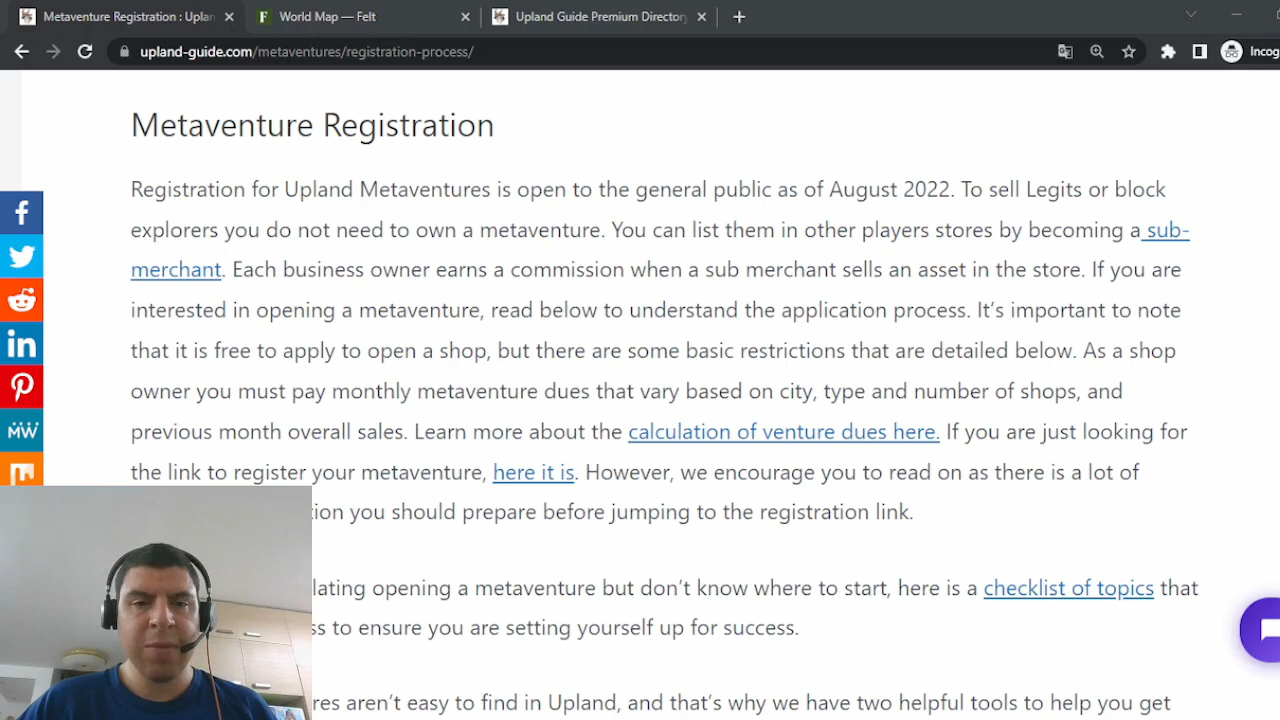 Metaventure Registration : Uplan
World Map — Felt
Upland Guide Premium Directory
upland-guide.com/metaventures/registration-process/
Incog
Metaventure Registration
Registration for Upland Metaventures is open to the general public as of August 2022. To sell Legits or block
explorers you do not need to own a metaventure. You can list them in other players stores by becoming a sub-
merchant. Each business owner earns a commission when a sub merchant sells an asset in the store. If you are
interested in opening a metaventure, read below to understand the application process. It’s important to note
that it is free to apply to open a shop, but there are some basic restrictions that are detailed below. As a shop
owner you must pay monthly metaventure dues that vary based on city, type and number of shops, and
previous month overall sales. Learn more about the calculation of venture dues here. If you are just looking for
the link to register your metaventure, here it is. However, we encourage you to read on as there is a lot of
tion you should prepare before jumping to the registration link.
lating opening a metaventure but don’t know where to start, here is a checklist of topics that
ss to ensure you are setting yourself up for success.
res aren’t easy to find in Upland, and that’s why we have two helpful tools to help you get
f
in
MW